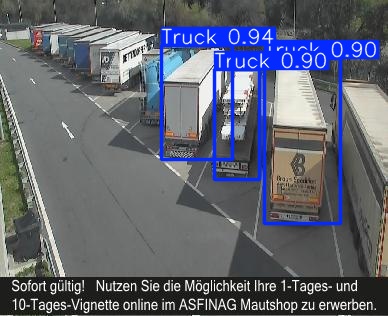 Truck 0.94
Truck 0.90
Truck 0.90
Sofort gültig! Nutzen Sie die Möglichkeit Ihre 1-Tages- und
10-Tages-Vignette online im ASFINAG Mautshop zu erwerben.